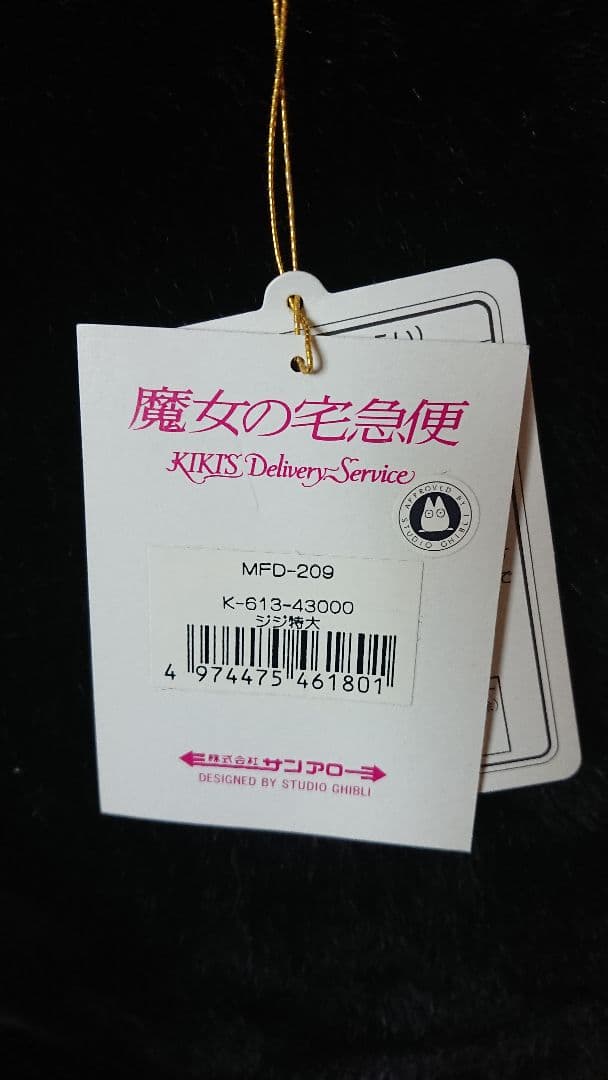 魔女の宅急便
KIKI'S Delivery Service
APPROVED BY STUDIO GHIBLI
MFD-209
K-613-43000
ジジ特大
4 974475 461801
株式会社 サンアロー
DESIGNED BY STUDIO GHIBLI